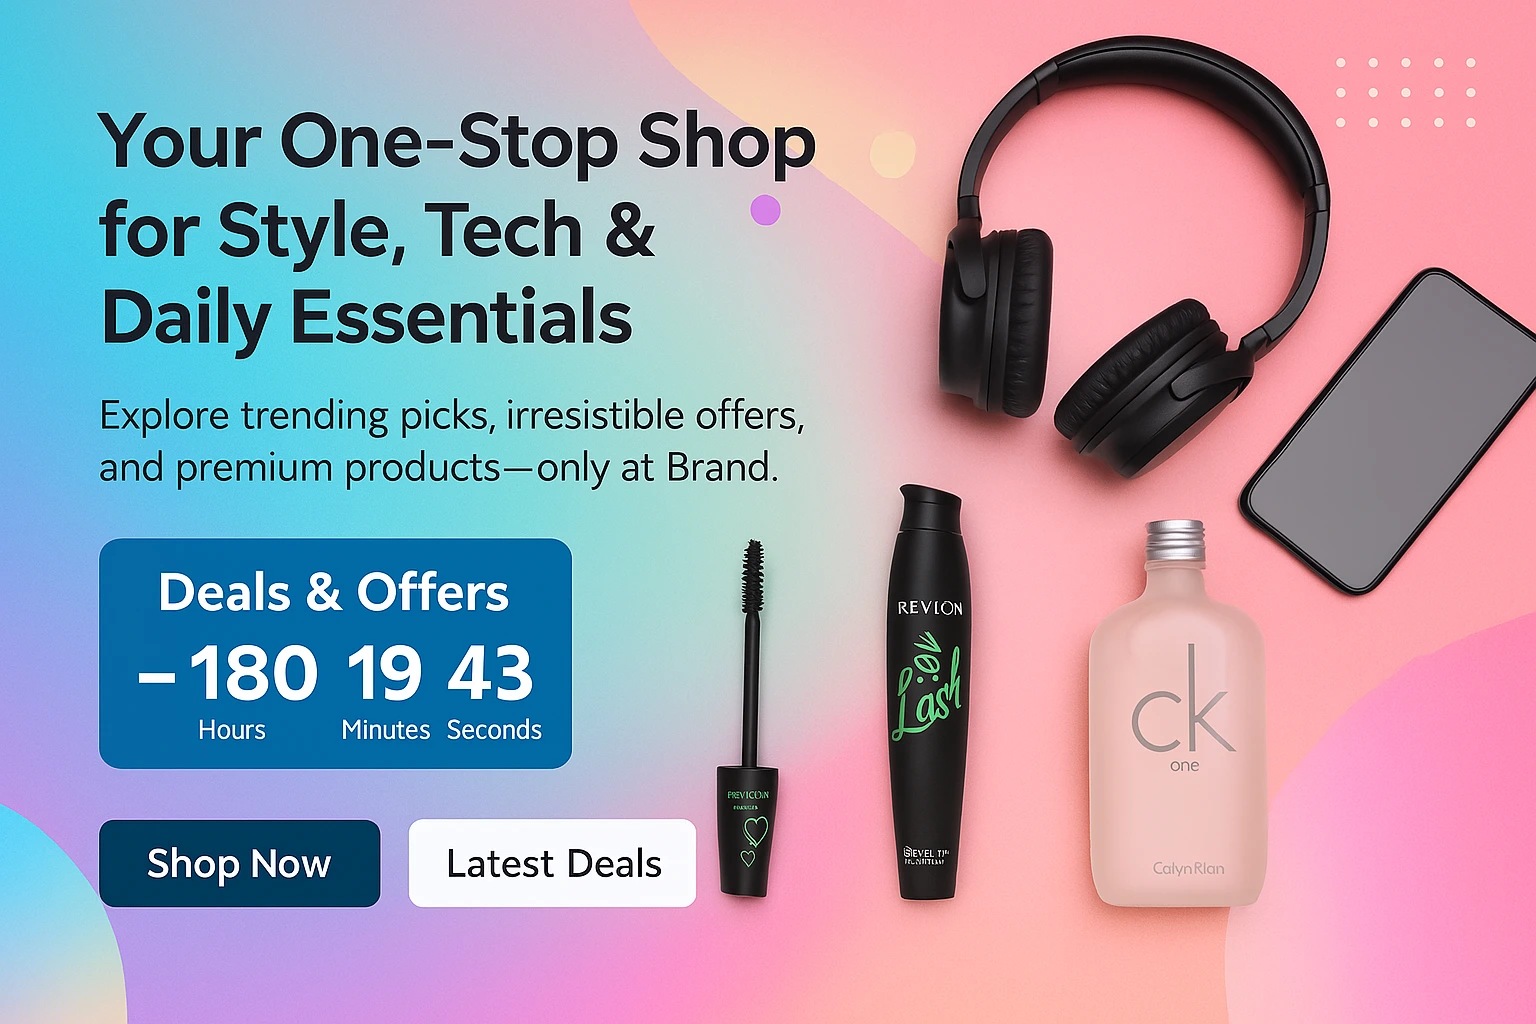 Your One-Stop Shop
for Style, Tech &
Daily Essentials
Explore trending picks, irresistible offers,
and premium products—only at Brand.
Deals & Offers
–180 19 43
Hours Minutes Seconds
Shop Now
Latest Deals
PREVICOIN
REVLON
Lash
ck
one
CalynRlan